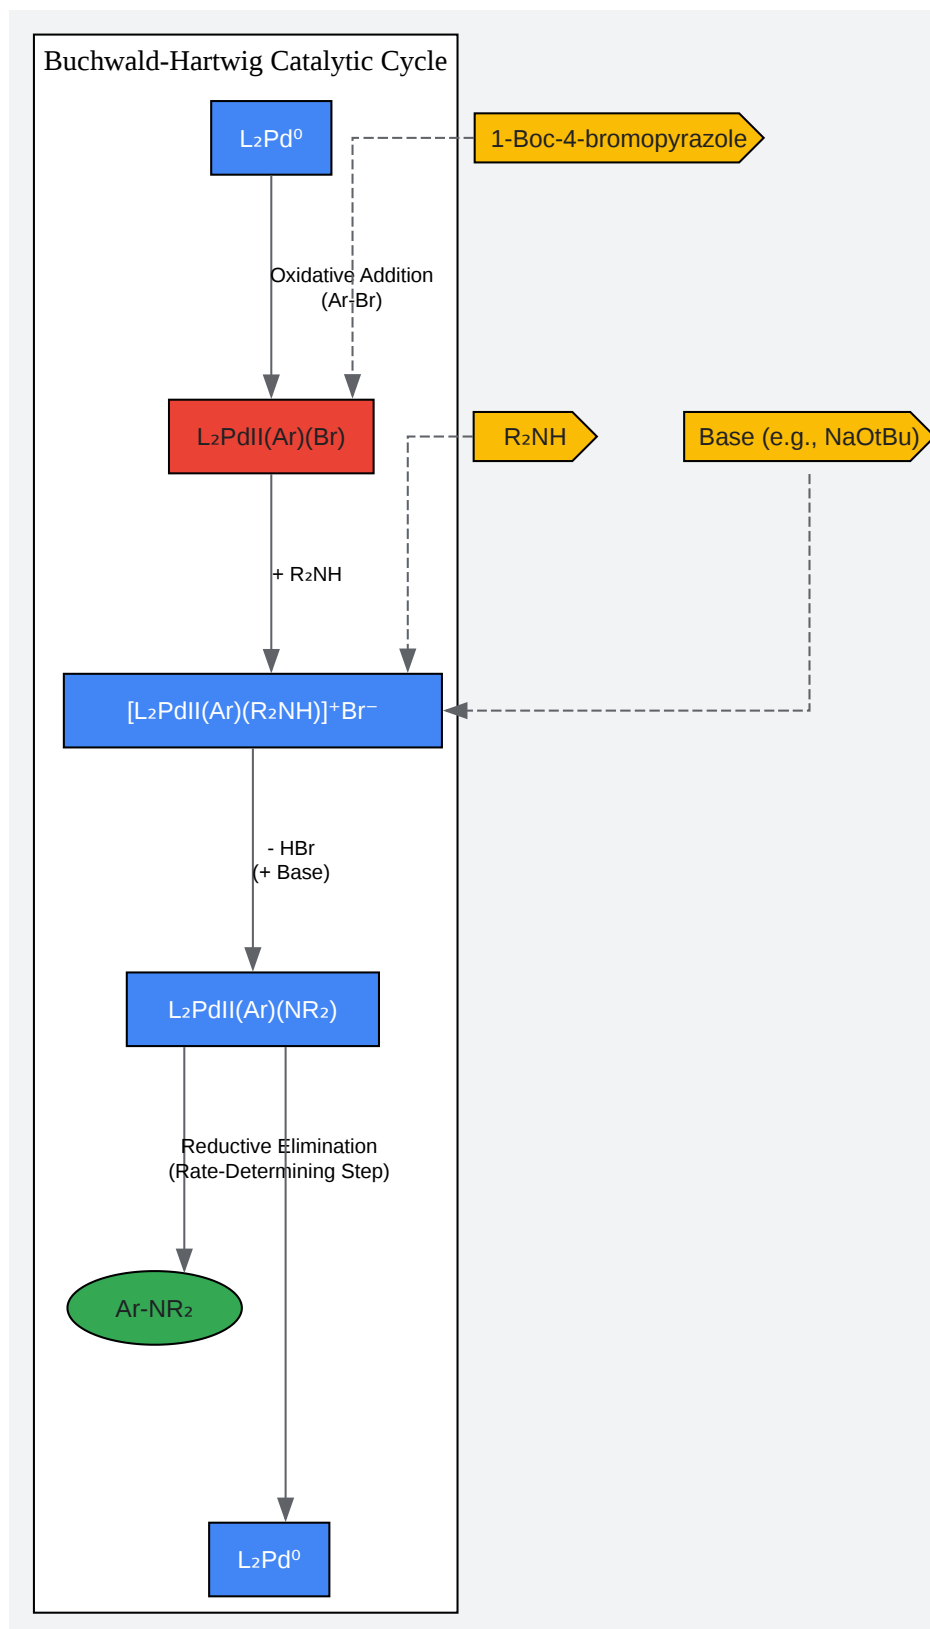 Buchwald-Hartwig Catalytic Cycle
L₂Pd⁰
1-Boc-4-bromopyrazole
Oxidative Addition
(Ar-Br)
L₂PdII(Ar)(Br)
R₂NH
Base (e.g., NaOtBu)
+ R₂NH
[L₂PdII(Ar)(R₂NH)]⁺Br⁻
- HBr
(+ Base)
L₂PdII(Ar)(NR₂)
Reductive Elimination
(Rate-Determining Step)
Ar-NR₂
L₂Pd⁰